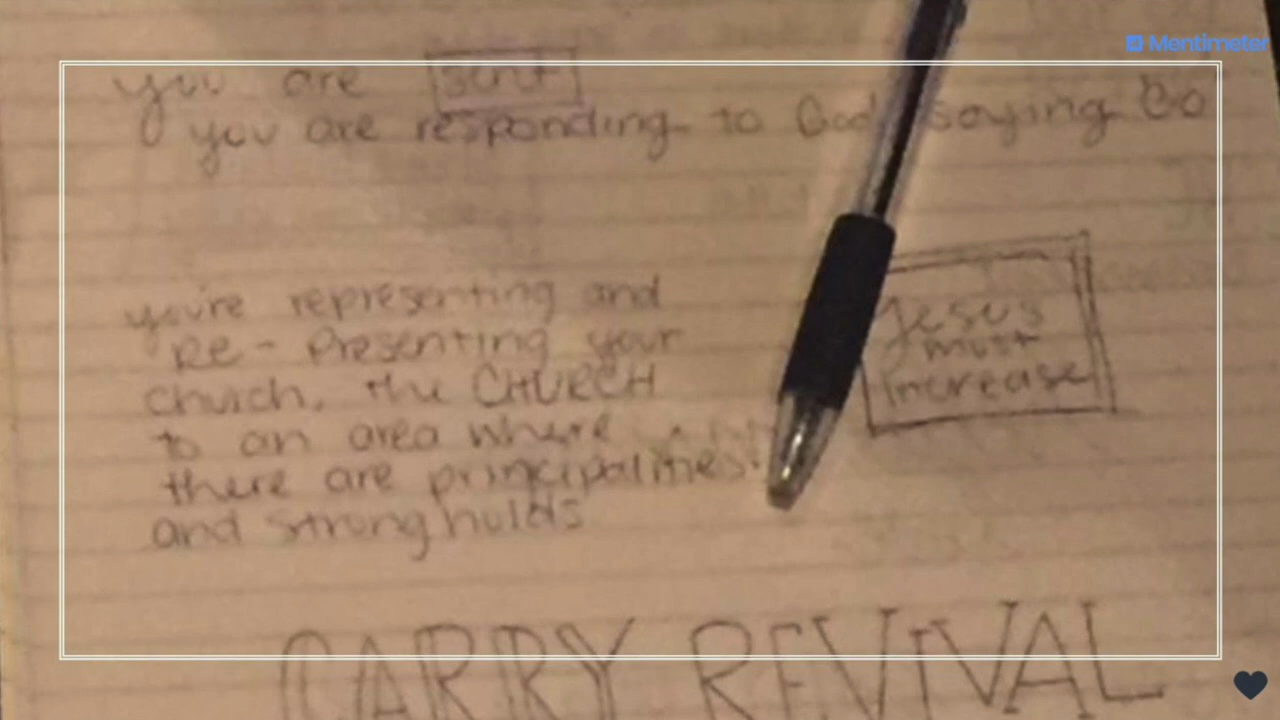 Mentimeter
you are sent
you are responding to God saying Go
you're representing and
Re-Presenting your
church, the CHURCH
to an area where
there are principalities
and strongholds
Jesus
must
increase
CARRY REVIVAL